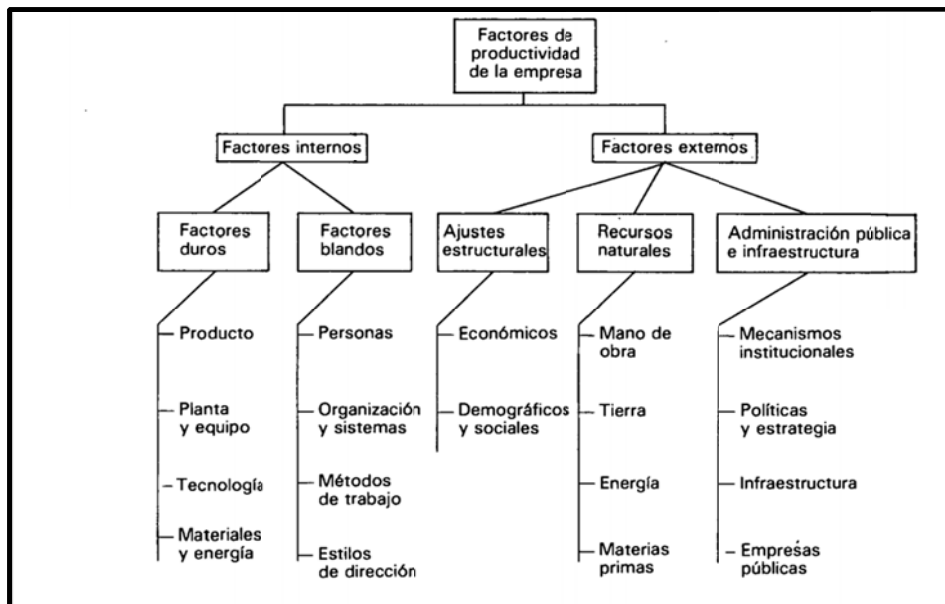 Factores de
productividad
de la empresa
Factores internos
Factores externos
Factores
duros
Factores
blandos
Ajustes
estructurales
Recursos
naturales
Administración pública
e infraestructura
Producto
Planta
y equipo
Tecnología
Materiales
y energía
Personas
Organización
y sistemas
Métodos
de trabajo
Estilos
de dirección
Económicos
Demográficos
y sociales
Mano de
obra
Tierra
Energía
Materias
primas
Mecanismos
institucionales
Políticas
y estrategia
Infraestructura
Empresas
públicas